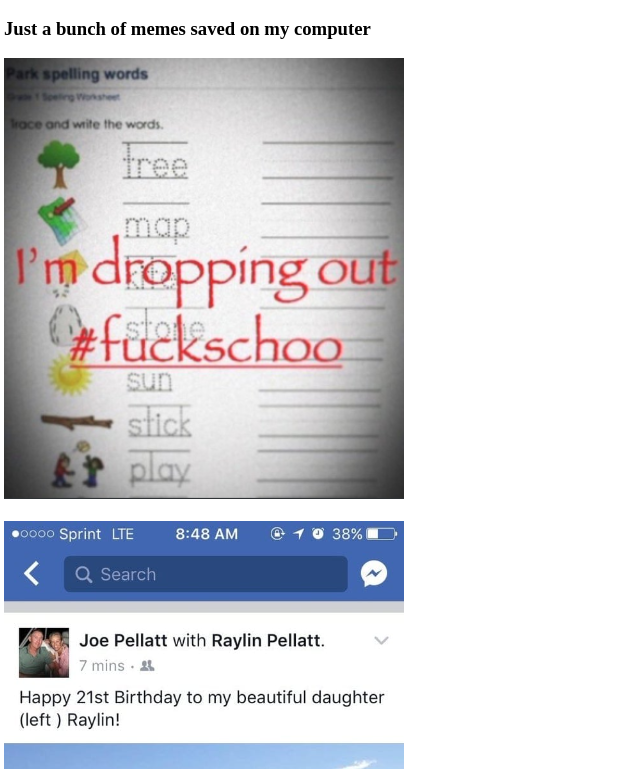 Just a bunch of memes saved on my computer
Park spelling words
Grade 1 Spelling Worksheet
Trace and write the words.
tree
map
I'm dropping out
kite
stone
#fuckschoo
sun
stick
play
Sprint LTE 8:48 AM 38%
Search
Joe Pellatt with Raylin Pellatt.
7 mins ·
Happy 21st Birthday to my beautiful daughter
(left ) Raylin!